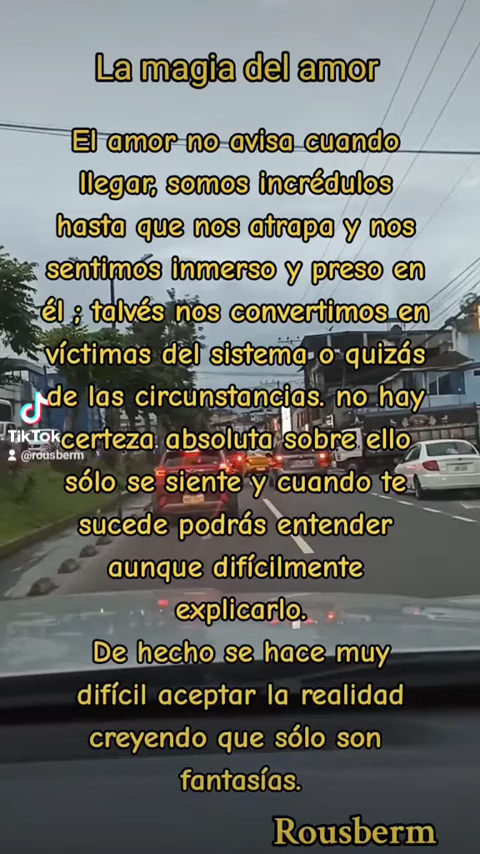 La magia del amor
El amor no avisa cuando
llegar, somos incrédulos
hasta que nos atrapa y nos
sentimos inmerso y preso en
él ; talvés nos convertimos en
víctimas del sistema o quizás
de las circunstancias. no hay
certeza absoluta sobre ello
sólo se siente y cuando te
sucede podrás entender
aunque difícilmente
explicarlo.
De hecho se hace muy
difícil aceptar la realidad
creyendo que sólo son
fantasías.
Rousberm
TikTok
@rousberm